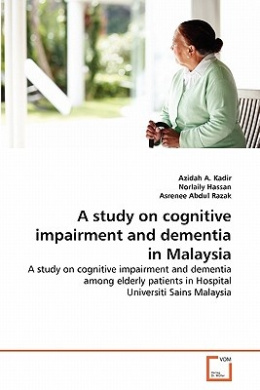 Azidah A. Kadir
Norlaily Hassan
Asrenee Abdul Razak
A study on cognitive
impairment and dementia
in Malaysia
A study on cognitive impairment and dementia
among elderly patients in Hospital
Universiti Sains Malaysia
VDM